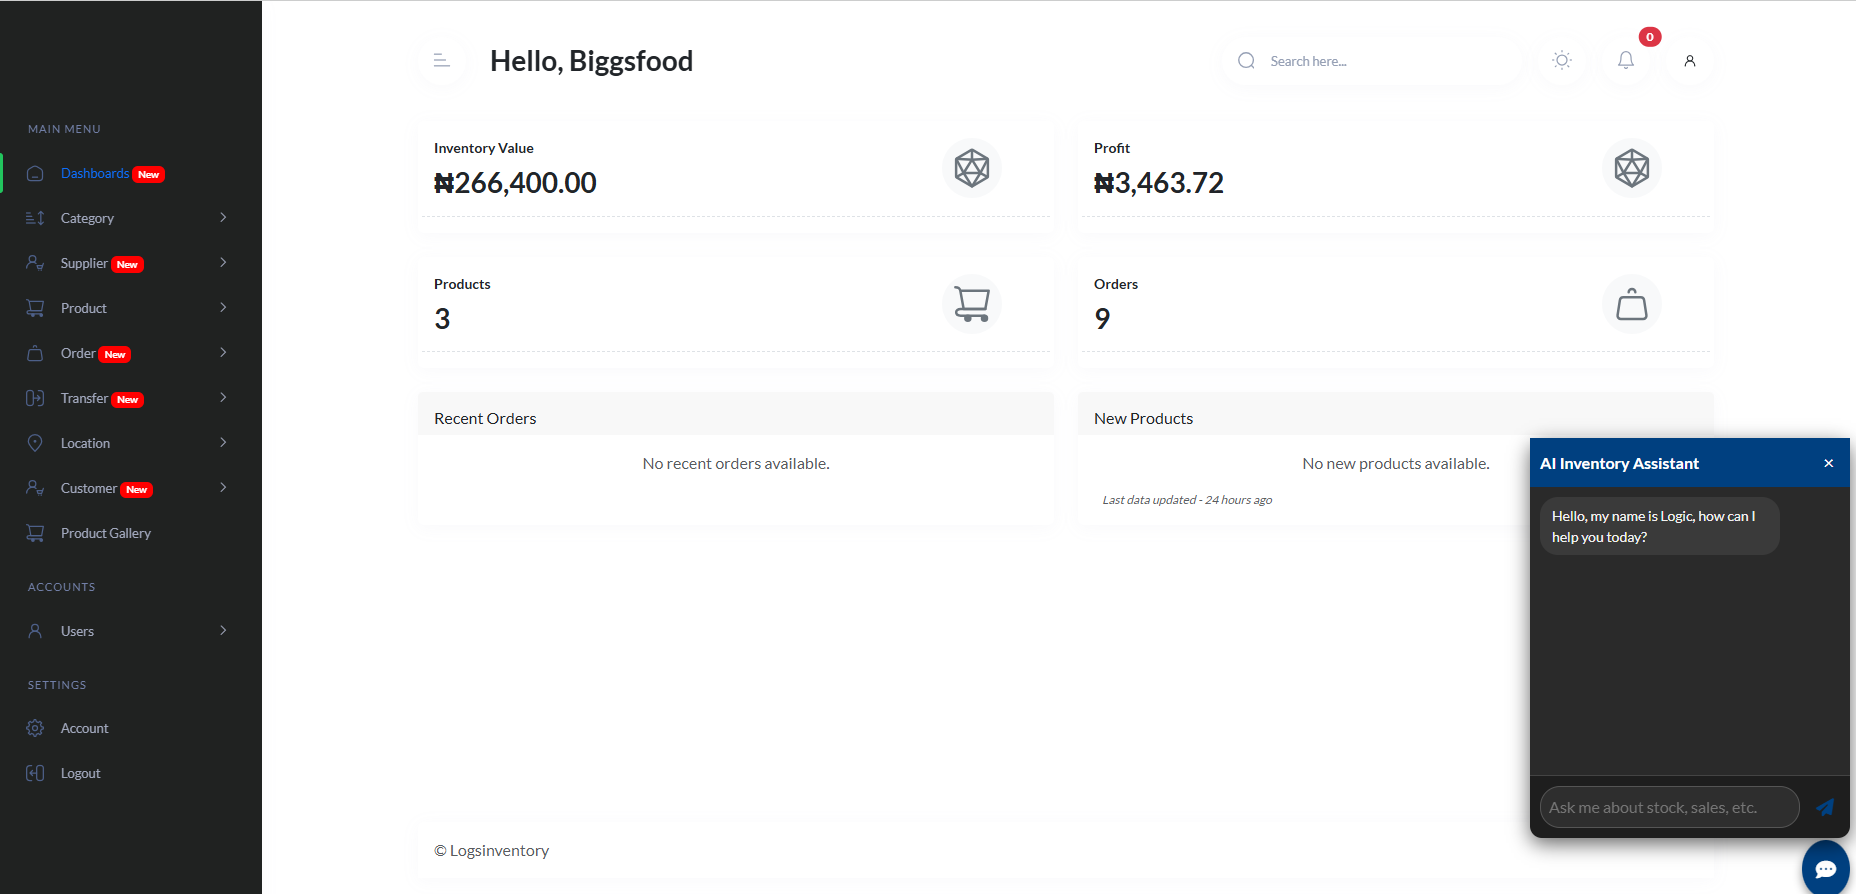 Hello, Biggsfood
Search here...
0
MAIN MENU
Dashboards New
Category
Supplier New
Product
Order New
Transfer New
Location
Customer New
Product Gallery
ACCOUNTS
Users
SETTINGS
Account
Logout
Inventory Value
₦266,400.00
Profit
₦3,463.72
Products
3
Orders
9
Recent Orders
No recent orders available.
New Products
No new products available.
Last data updated - 24 hours ago
AI Inventory Assistant
×
Hello, my name is Logic, how can I
help you today?
Ask me about stock, sales, etc.
© Logsinventory